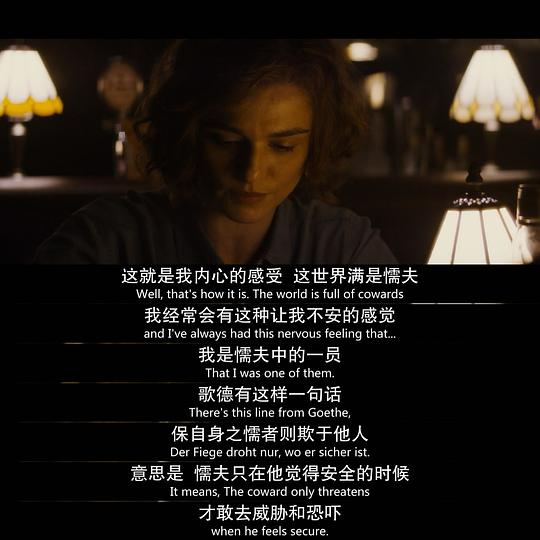 这就是我内心的感受 这世界满是懦夫
Well, that's how it is. The world is full of cowards
我经常会有这种让我不安的感觉
and I've always had this nervous feeling that...
我是懦夫中的一员
That I was one of them.
歌德有这样一句话
There's this line from Goethe,
保自身之懦者则欺于他人
Der Fiege droht nur, wo er sicher ist.
意思是 懦夫只在他觉得安全的时候
It means, The coward only threatens
才敢去威胁和恐吓
when he feels secure.